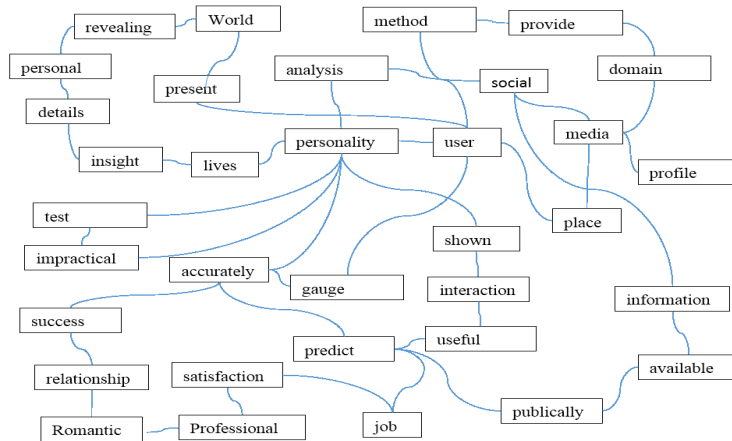 World
method
provide
revealing
analysis
social
domain
personal
present
details
media
personality
user
insight
lives
profile
test
place
shown
impractical
accurately
gauge
interaction
information
success
useful
predict
available
relationship
satisfaction
publically
Romantic
Professional
job